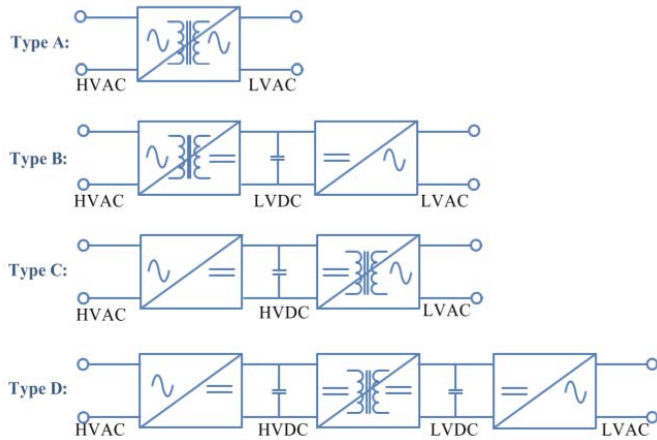 Type A:
HVAC LVAC
Type B:
HVAC LVDC LVAC
Type C:
HVAC HVDC LVAC
Type D:
HVAC HVDC LVDC LVAC